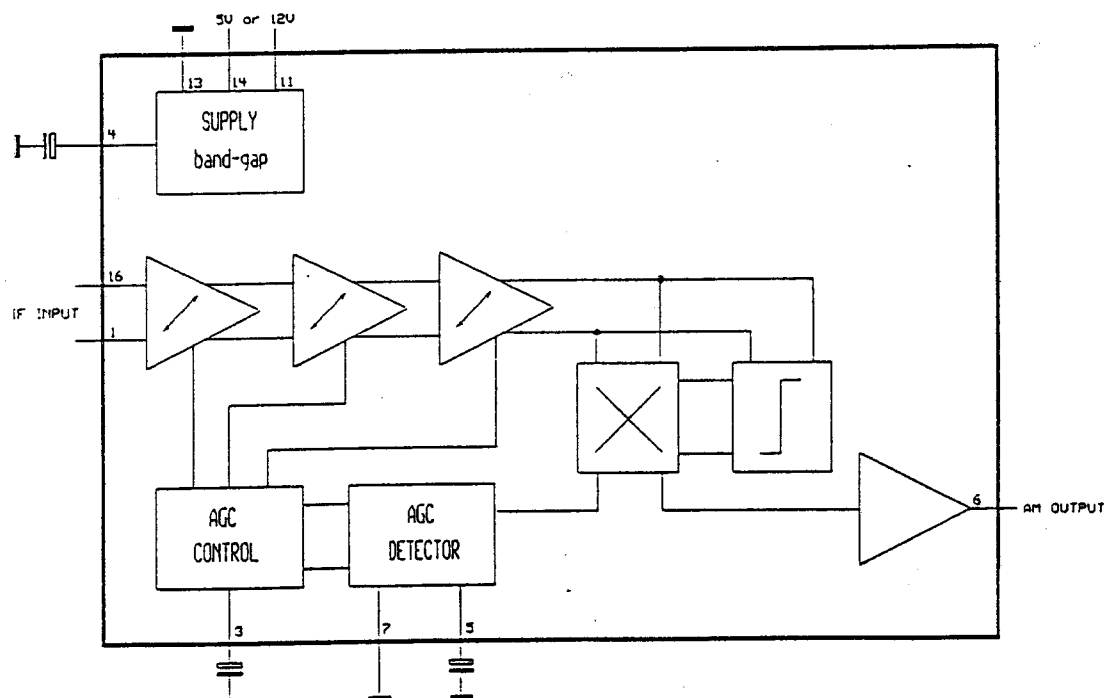 5V or 12V
13 14 11
4
SUPPLY
band-gap
16
IF INPUT
1
AGC
CONTROL
AGC
DETECTOR
6
AM OUTPUT
3 7 5